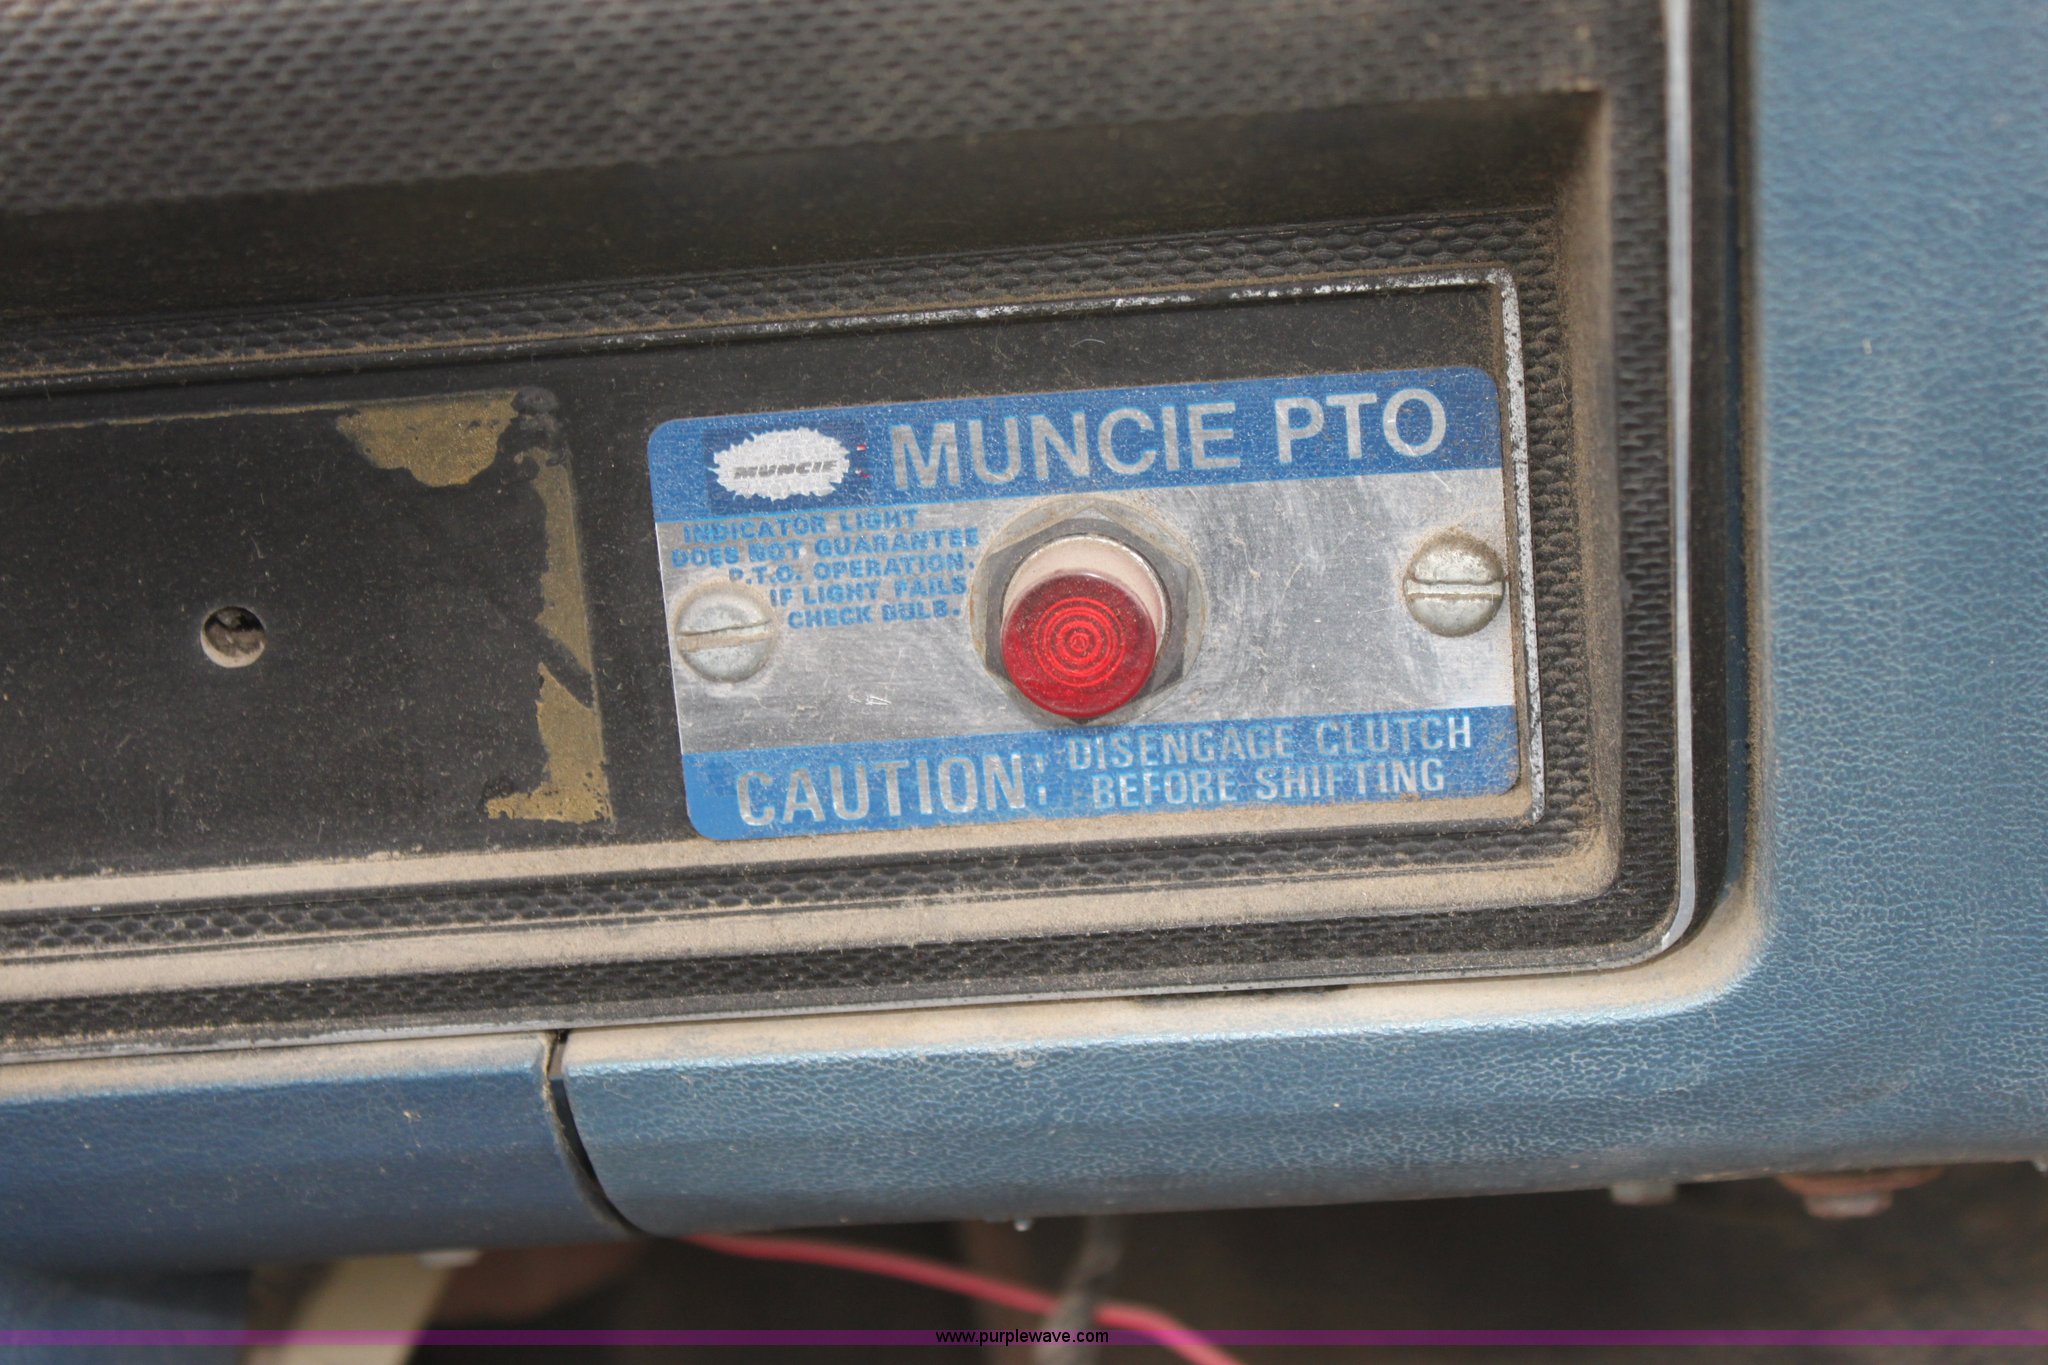 MUNCIE
MUNCIE PTO
INDICATOR LIGHT
DOES NOT GUARANTEE
P.T.O. OPERATION.
IF LIGHT FAILS
CHECK BULB.
CAUTION: DISENGAGE CLUTCH
BEFORE SHIFTING
www.purplewave.com